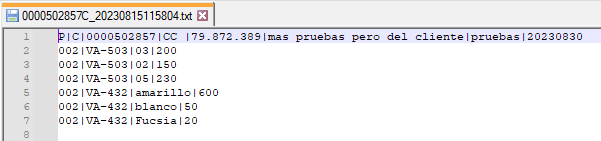 0000502857C_20230815115804.txt
1 P|C|0000502857|CC |79.872.389|mas pruebas pero del cliente|pruebas|20230830
2 002|VA-503|03|200
3 002|VA-503|02|150
4 002|VA-503|05|230
5 002|VA-432|amarillo|600
6 002|VA-432|blanco|50
7 002|VA-432|Fucsia|20
8